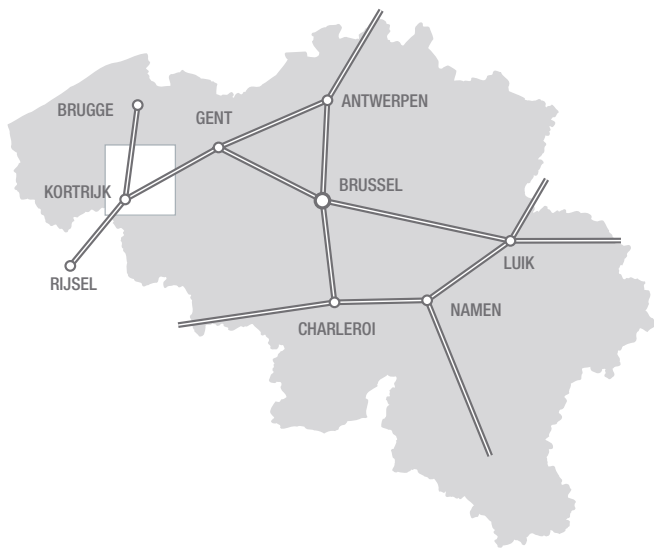 BRUGGE
GENT
ANTWERPEN
KORTRIJK
BRUSSEL
RIJSEL
LUIK
CHARLEROI
NAMEN